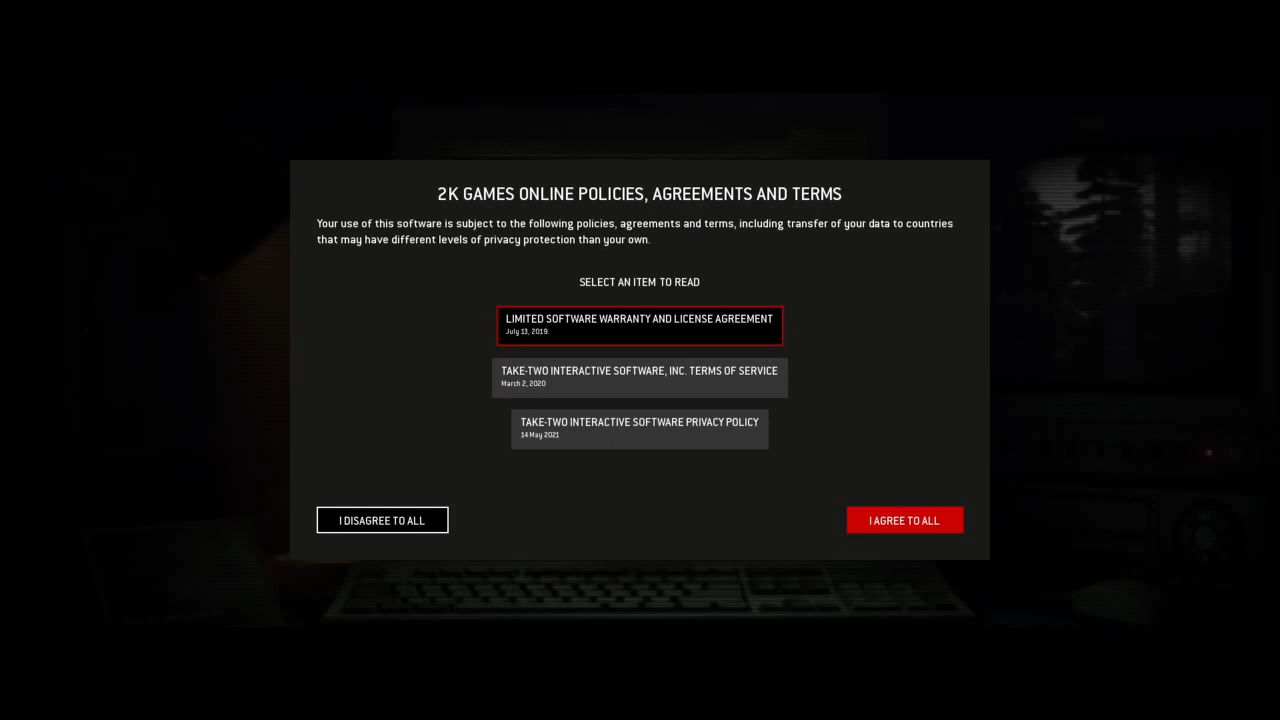 2K GAMES ONLINE POLICIES, AGREEMENTS AND TERMS
Your use of this software is subject to the following policies, agreements and terms, including transfer of your data to countries
that may have different levels of privacy protection than your own.
SELECT AN ITEM TO READ
LIMITED SOFTWARE WARRANTY AND LICENSE AGREEMENT
July 13, 2019.
TAKE-TWO INTERACTIVE SOFTWARE, INC. TERMS OF SERVICE
March 2, 2020
TAKE-TWO INTERACTIVE SOFTWARE PRIVACY POLICY
14 May 2021
I DISAGREE TO ALL
I AGREE TO ALL